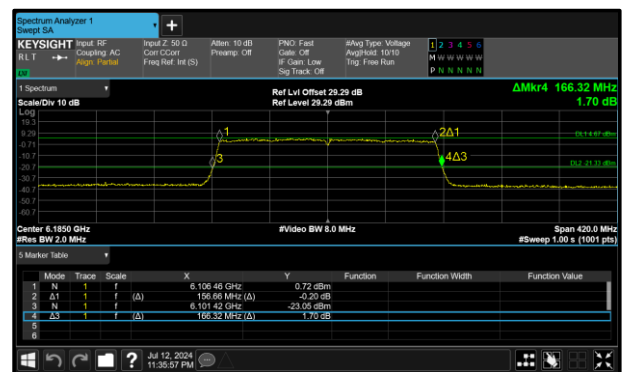 Spectrum Analyzer 1
Swept SA
+
KEYSIGHT Input: RF Input Z: 50 Ω Atten: 10 dB PNO: Fast #Avg Type: Voltage 1 2 3 4 5 6
RLT Coupling: AC Corr CCorr Preamp: Off Gate: Off Avg|Hold: 10/10 M W W W W W
Align: Partial Freq Ref: Int (S) IF Gain: Low Trig: Free Run P N N N N N
LXI Sig Track: Off
1 Spectrum Ref Lvl Offset 29.29 dB ΔMkr4 166.32 MHz
Scale/Div 10 dB Ref Level 29.29 dBm 1.70 dB
Log
19.3
9.29 1 2Δ1 DL1 4.67 dBm
-0.71
-10.7 3 4Δ3
-20.7 DL2 -21.33 dBm
-30.7
-40.7
-50.7
-60.7
Center 6.1850 GHz #Video BW 8.0 MHz Span 420.0 MHz
#Res BW 2.0 MHz #Sweep 1.00 s (1001 pts)
5 Marker Table
Mode Trace Scale X Y Function Function Width Function Value
1 N 1 f 6.106 46 GHz 0.72 dBm
2 Δ1 1 f (Δ) 156.66 MHz (Δ) -0.20 dB
3 N 1 f 6.101 42 GHz -23.05 dBm
4 Δ3 1 f (Δ) 166.32 MHz (Δ) 1.70 dB
5
6
? Jul 12, 2024
11:35:57 PM